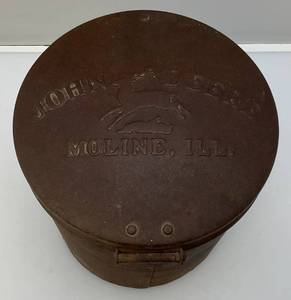 JOHN DEERE
MOLINE, ILL.